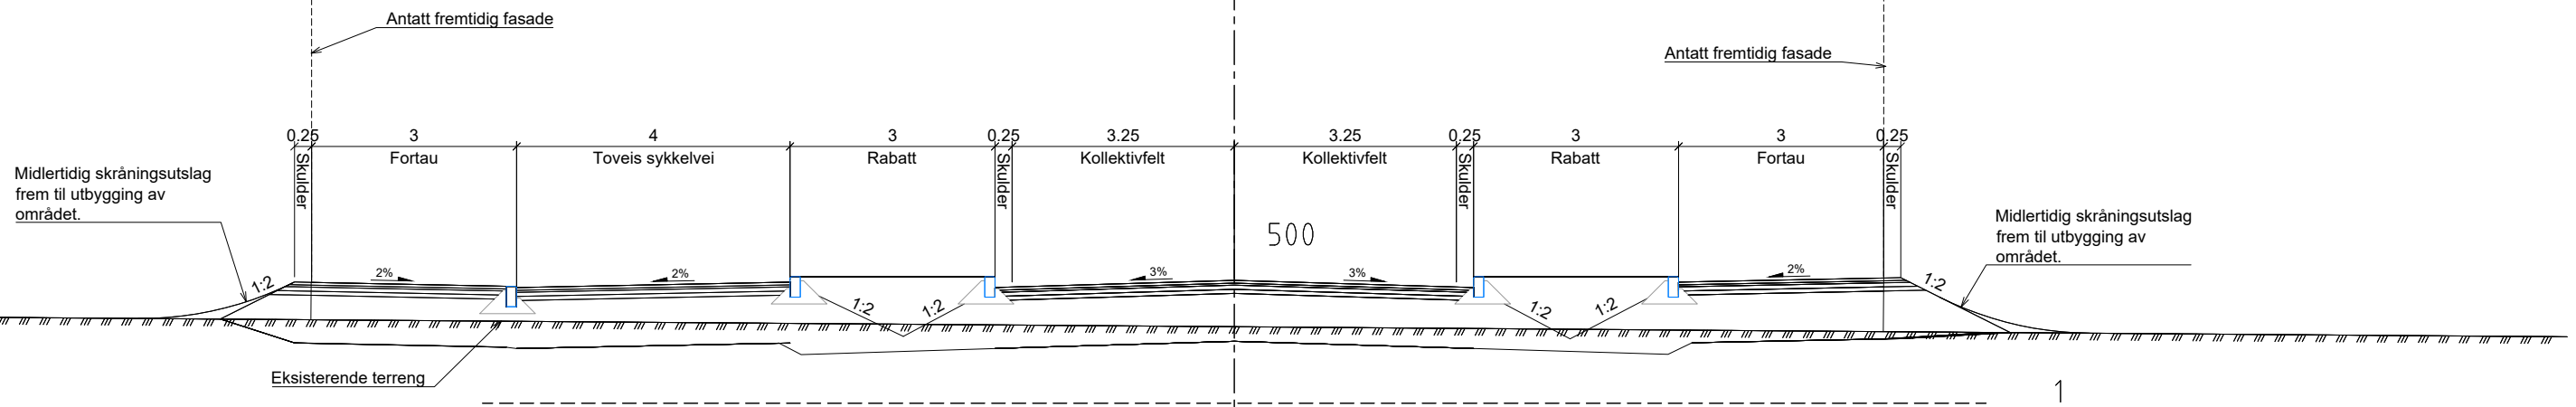 Antatt fremtidig fasade
Antatt fremtidig fasade
0.25 3 4 3 0.25 3.25 3.25 0.25 3 3 0.25
Skulder Fortau Toveis sykkelvei Rabatt Skulder Kollektivfelt Kollektivfelt Skulder Rabatt Fortau Skulder
Midlertidig skråningsutslag
frem til utbygging av
området.
Midlertidig skråningsutslag
frem til utbygging av
området.
500
2% 2% 3% 3% 2%
1:2 1:2 1:2 1:2 1:2 1:2
Eksisterende terreng
1